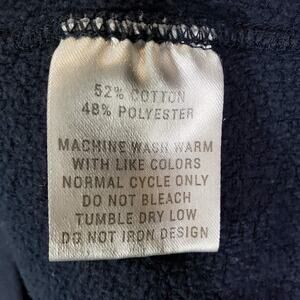 52% COTTON
48% POLYESTER
MACHINE WASH WARM
WITH LIKE COLORS
NORMAL CYCLE ONLY
DO NOT BLEACH
TUMBLE DRY LOW
DO NOT IRON DESIGN